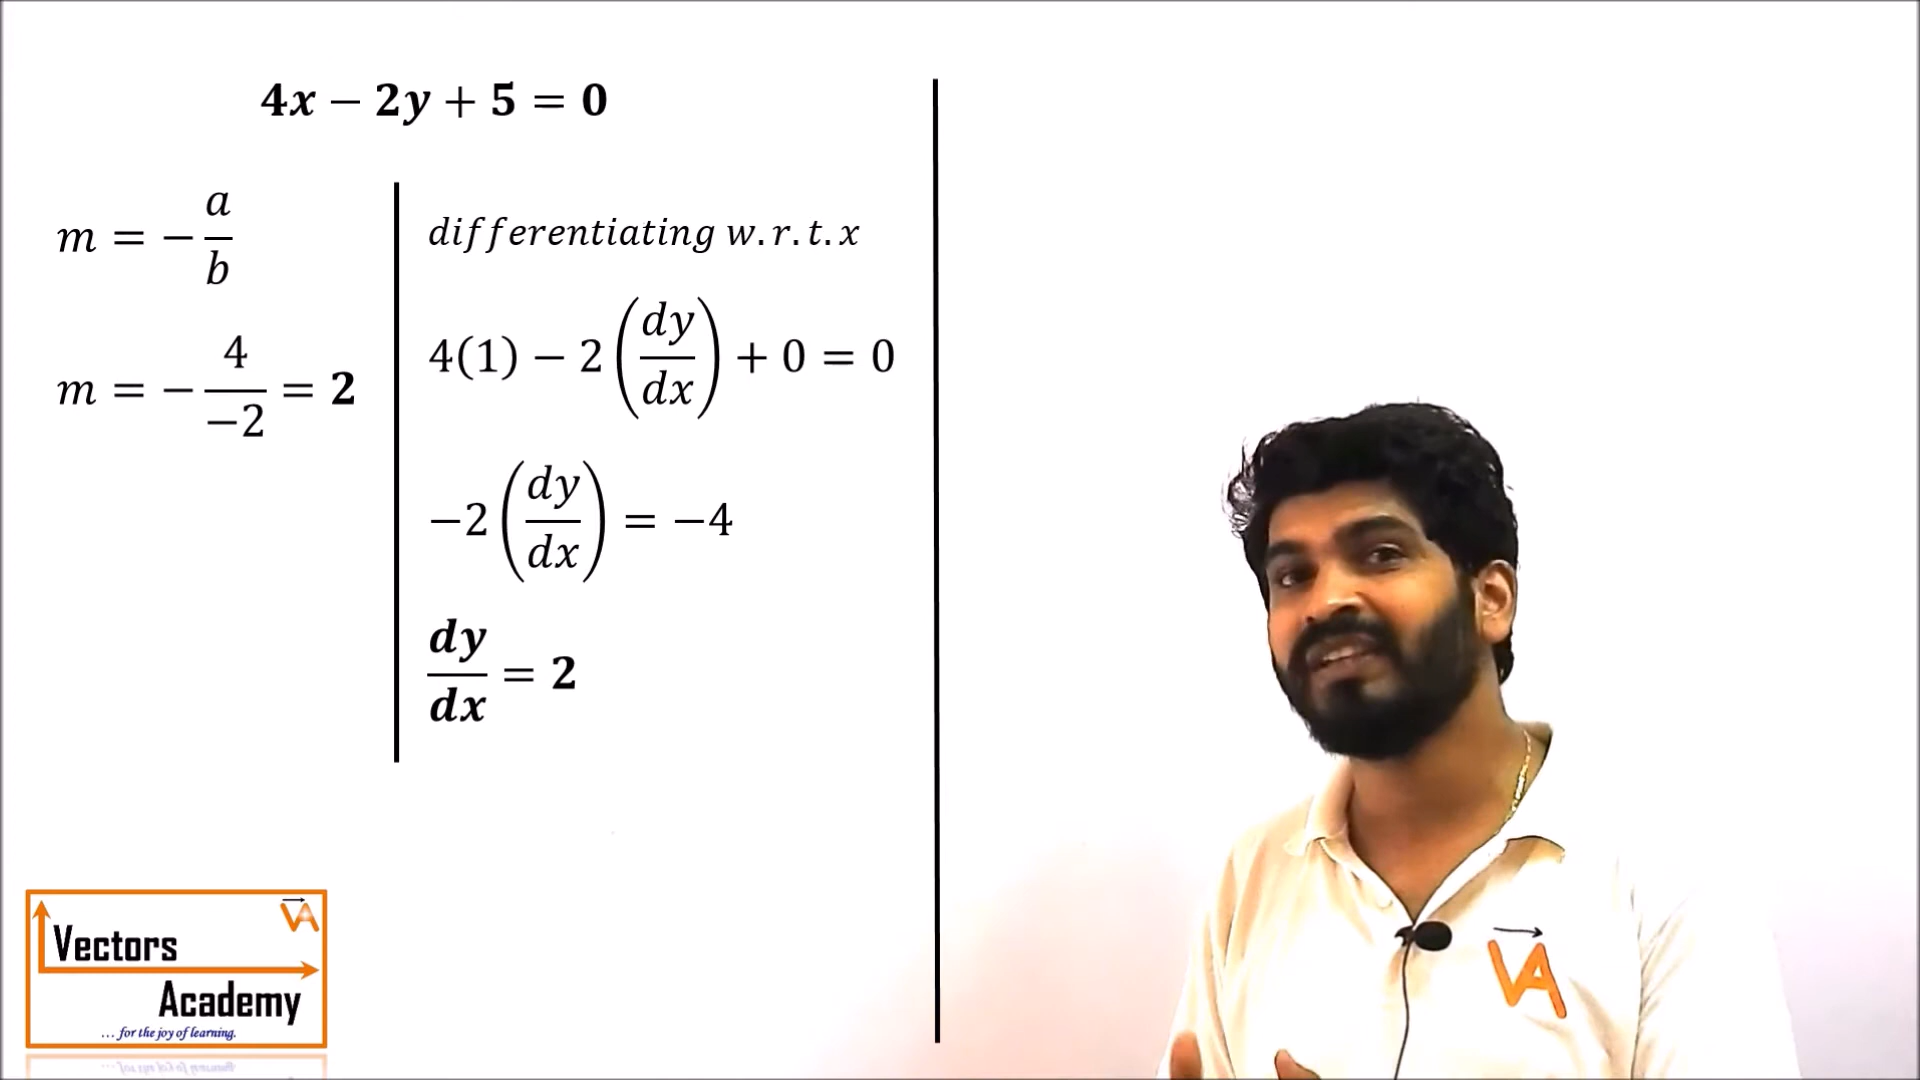 4x − 2y + 5 = 0
m = − a/b
m = − 4/−2 = 2
differentiating w.r.t.x
4(1) − 2 (dy/dx) + 0 = 0
−2 (dy/dx) = −4
dy/dx = 2
VA
Vectors
Academy
... for the joy of learning.
VA